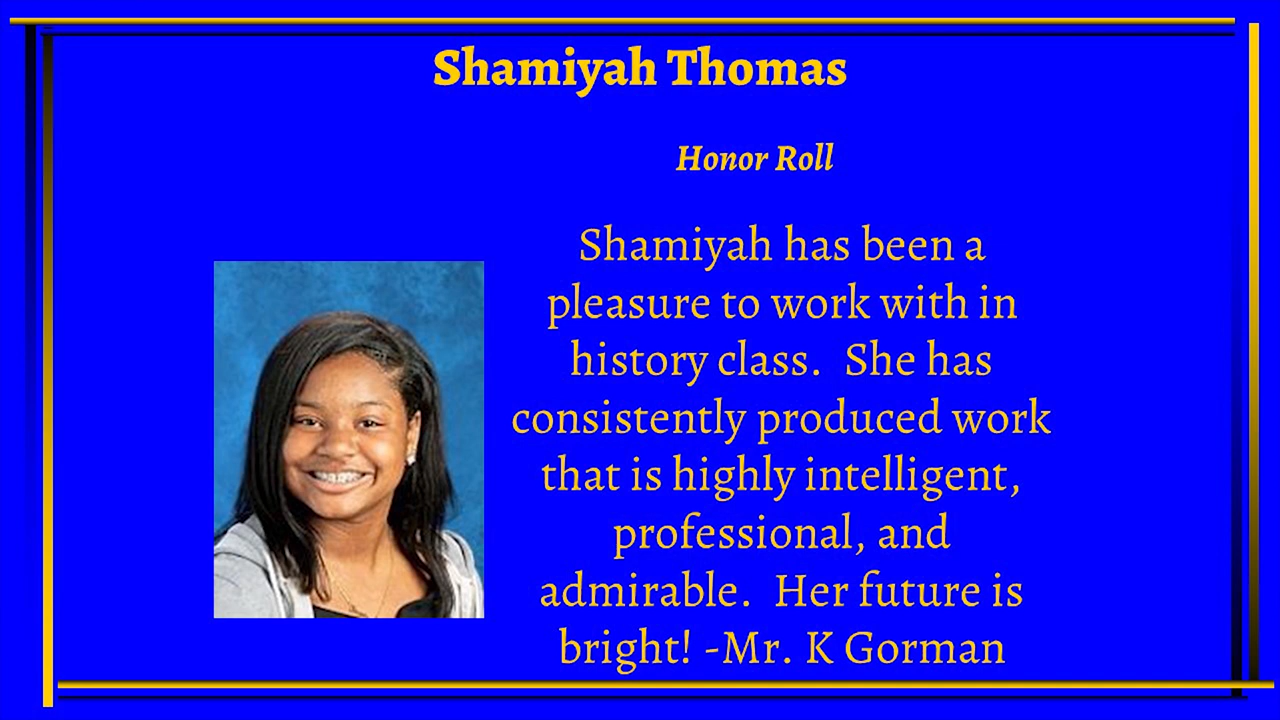 Shamiyah Thomas
Honor Roll
Shamiyah has been a
pleasure to work with in
history class.  She has
consistently produced work
that is highly intelligent,
professional, and
admirable.  Her future is
bright! -Mr. K Gorman